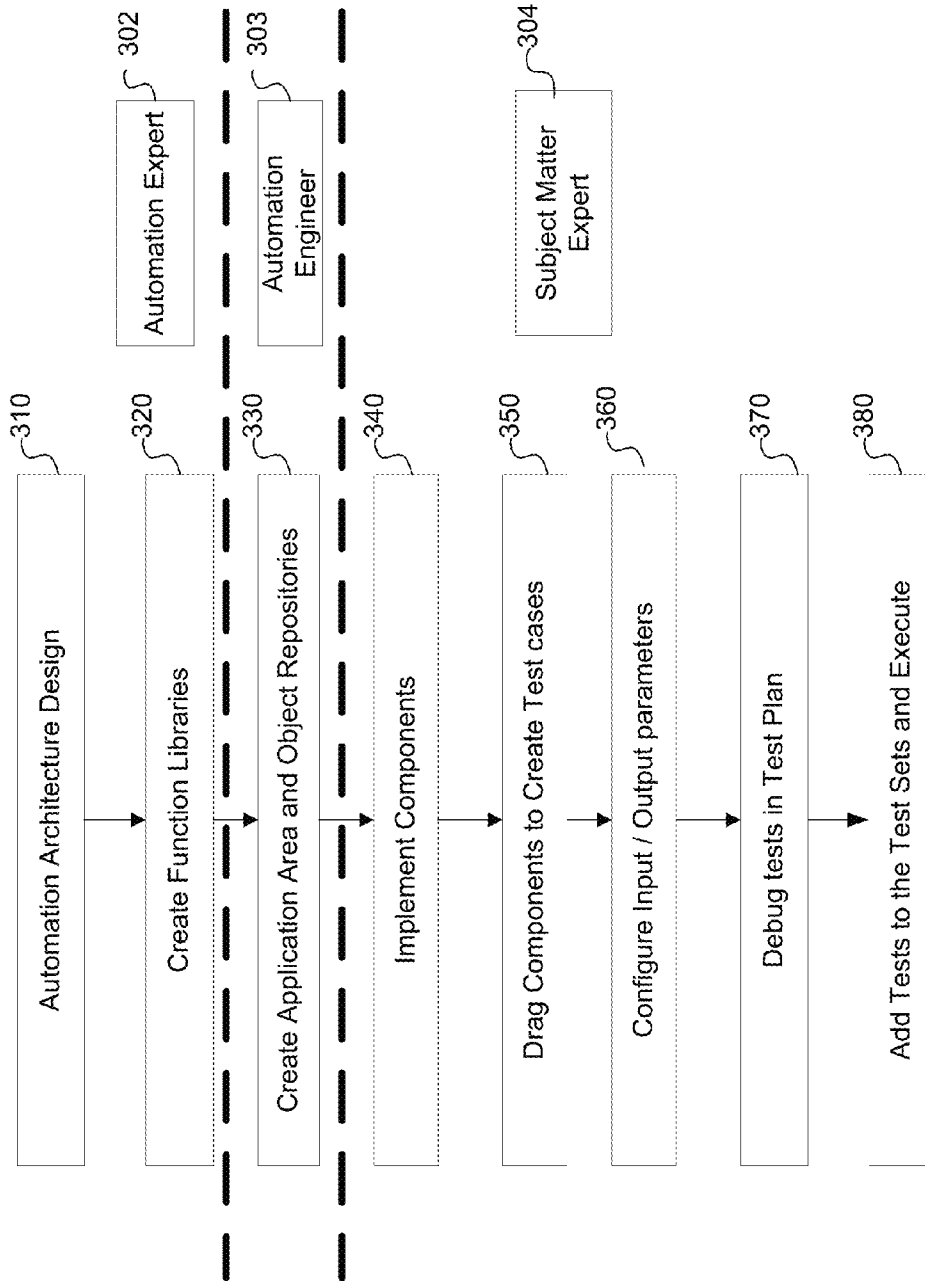 Automation Architecture Design
310
Automation Expert
302
Create Function Libraries
320
Create Application Area and Object Repositories
330
Automation
Engineer
303
Implement Components
340
Drag Components to Create Test cases
350
Subject Matter
Expert
304
Configure Input / Output parameters
360
Debug tests in Test Plan
370
Add Tests to the Test Sets and Execute
380